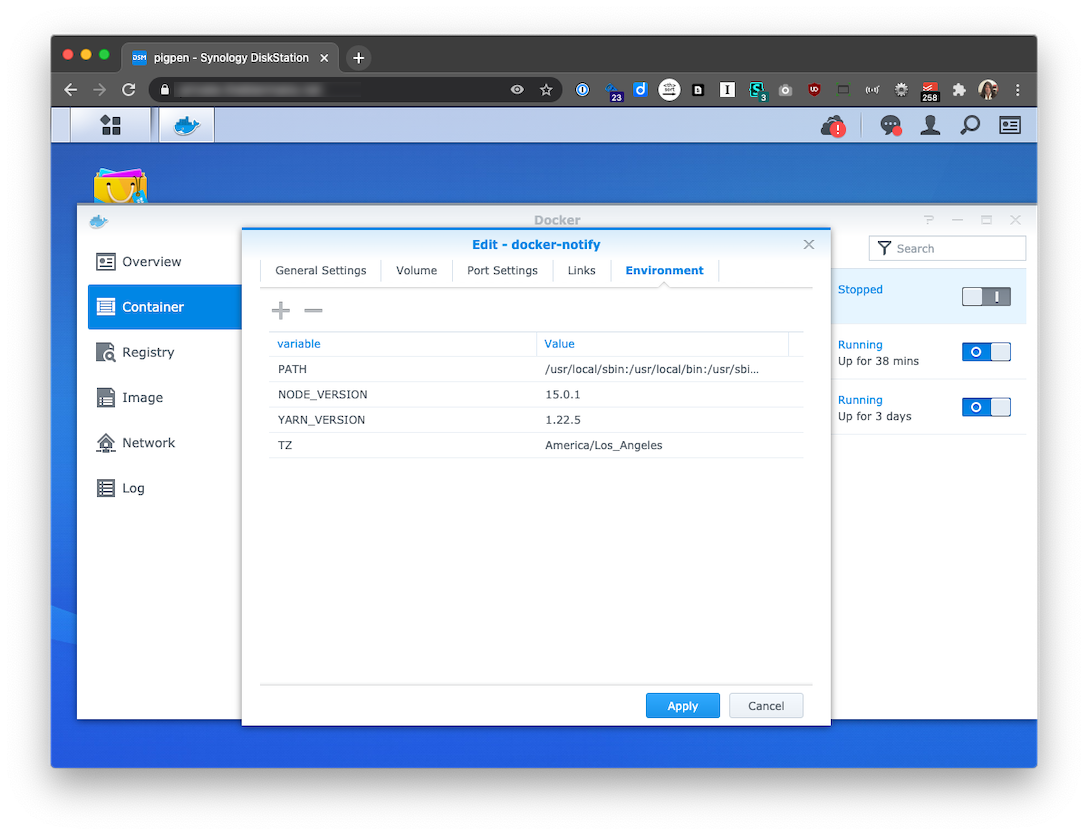 DSM pigpen - Synology DiskStation
23
3
258
Docker
Overview
Container
Registry
Image
Network
Log
Search
Stopped
Running
Up for 38 mins
Running
Up for 3 days
Edit - docker-notify
General Settings Volume Port Settings Links Environment
variable Value
PATH /usr/local/sbin:/usr/local/bin:/usr/sbi...
NODE_VERSION 15.0.1
YARN_VERSION 1.22.5
TZ America/Los_Angeles
Apply Cancel